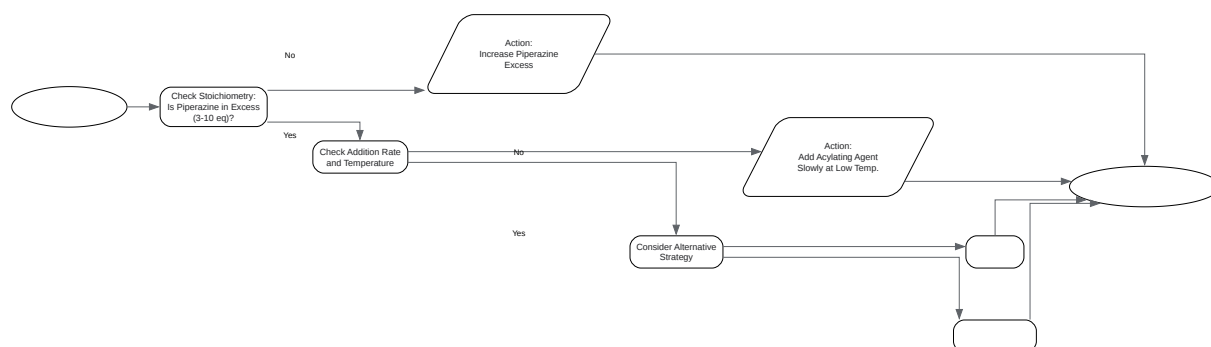 Action:
Increase Piperazine
Excess
No
Check Stoichiometry:
Is Piperazine in Excess
(3-10 eq)?
Yes
Check Addition Rate
and Temperature
No
Action:
Add Acylating Agent
Slowly at Low Temp.
Yes
Consider Alternative
Strategy